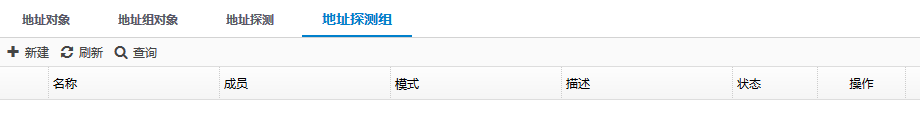 地址对象 地址组对象 地址探测 地址探测组
新建 刷新 查询
名称 成员 模式 描述 状态 操作